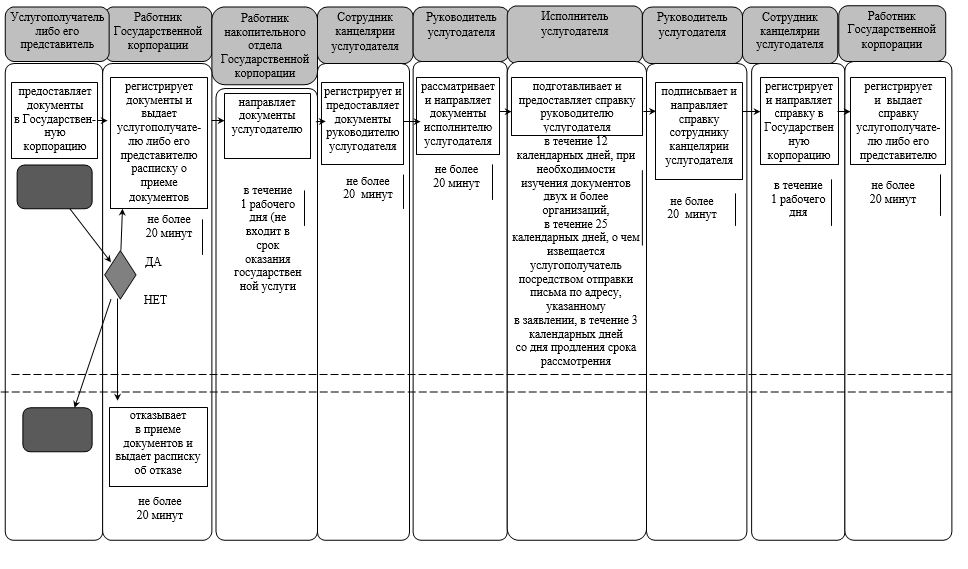 Услугополучатель
либо его
представитель
Работник
Государственной
корпорации
Работник
накопительного
отдела
Государственной
корпорации
Сотрудник
канцелярии
услугодателя
Руководитель
услугодателя
Исполнитель
услугодателя
Руководитель
услугодателя
Сотрудник
канцелярии
услугодателя
Работник
Государственной
корпорации
предоставляет
документы
в Государствен-
ную
корпорацию
регистрирует
документы и
выдает
услугополучате-
лю либо его
представителю
расписку о
приеме
документов
не более
20 минут
ДА
НЕТ
отказывает
в приеме
документов и
выдает расписку
об отказе
не более
20 минут
направляет
документы
услугодателю
в течение
1 рабочего
дня (не
входит в
срок
оказания
государствен
ной услуги
регистрирует и
предоставляет
документы
руководителю
услугодателя
не более
20 минут
рассматривает
и направляет
документы
исполнителю
услугодателя
не более
20 минут
подготавливает и
предоставляет справку
руководителю
услугодателя
в течение 12
календарных дней, при
необходимости
изучения документов
двух и более
организаций,
в течение 25
календарных дней, о чем
извещается
услугополучатель
посредством отправки
письма по адресу,
указанному
в заявлении, в течение 3
календарных дней
со дня продления срока
рассмотрения
подписывает и
направляет
справку
сотруднику
канцелярии
услугодателя
не более
20 минут
регистрирует
и направляет
справку в
Государствен
ную
корпорацию
в течение
1 рабочего
дня
регистрирует
и выдает
справку
услугополучате-
лю либо его
представителю
не более
20 минут